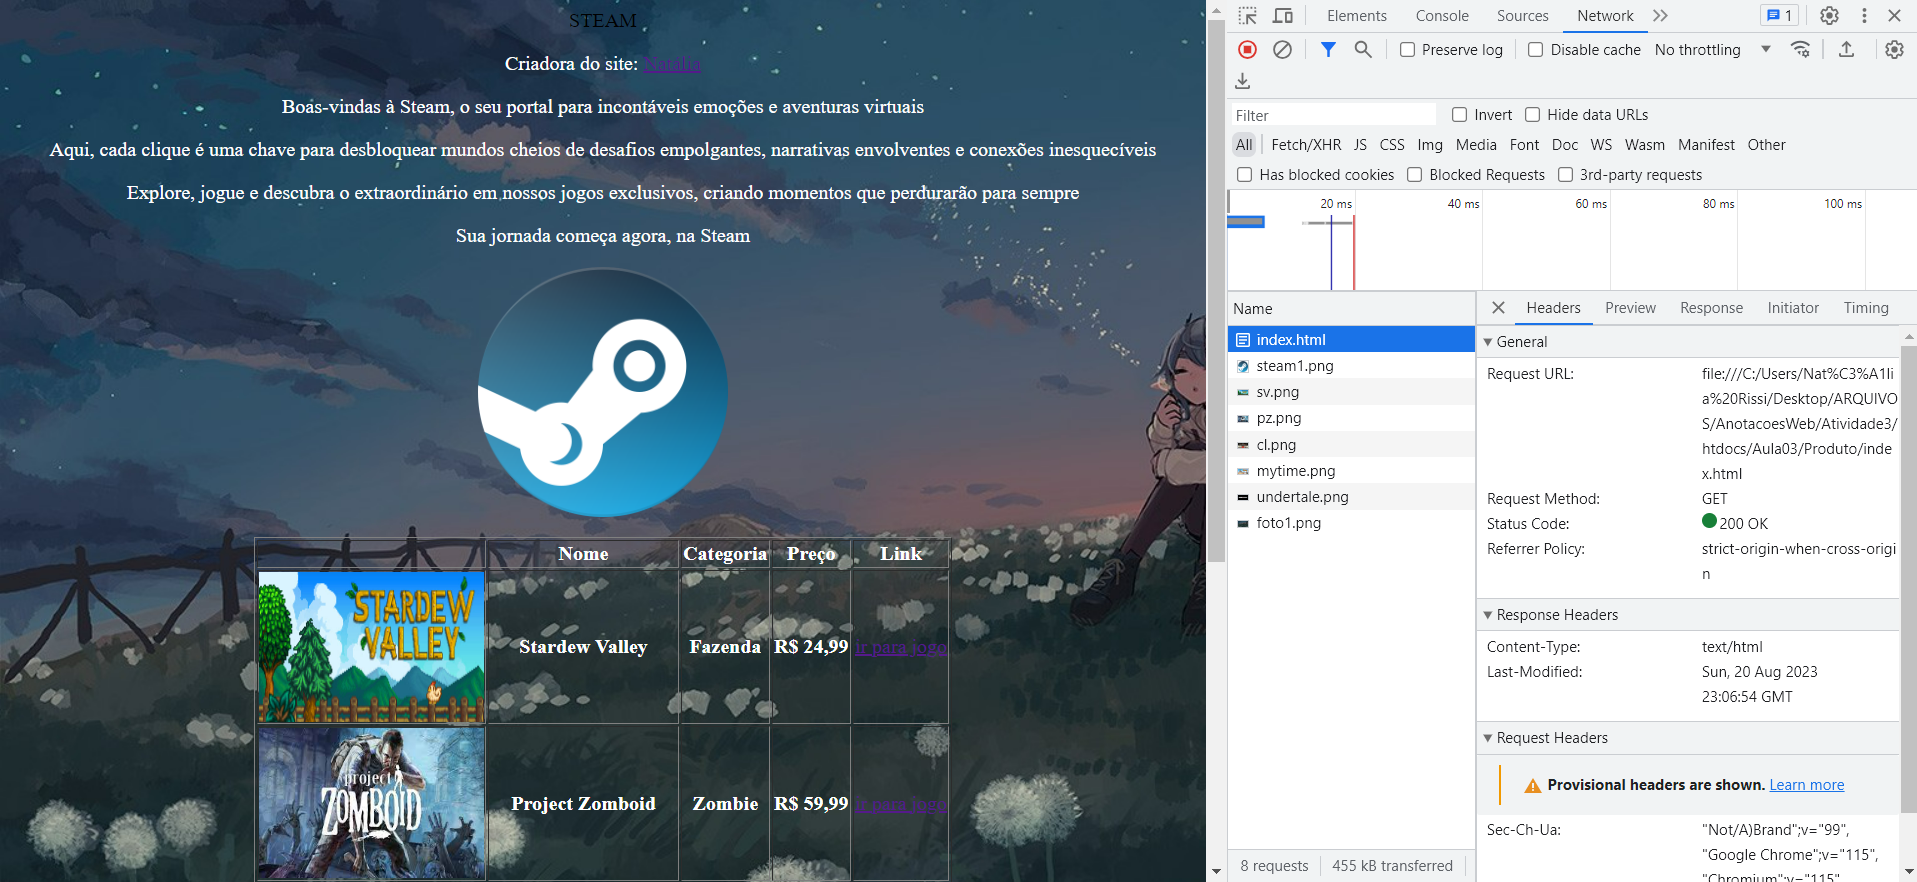 STEAM
Criadora do site: Natália
Boas-vindas à Steam, o seu portal para incontáveis emoções e aventuras virtuais
Aqui, cada clique é uma chave para desbloquear mundos cheios de desafios empolgantes, narrativas envolventes e conexões inesquecíveis
Explore, jogue e descubra o extraordinário em nossos jogos exclusivos, criando momentos que perdurarão para sempre
Sua jornada começa agora, na Steam
Nome Categoria Preço Link
STARDEW
VALLEY
Stardew Valley Fazenda R$ 24,99 ir para jogo
project
ZOMBOID
Project Zomboid Zombie R$ 59,99 ir para jogo
Elements Console Sources Network 1
Preserve log Disable cache No throttling
Filter Invert Hide data URLs
All Fetch/XHR JS CSS Img Media Font Doc WS Wasm Manifest Other
Has blocked cookies Blocked Requests 3rd-party requests
20 ms 40 ms 60 ms 80 ms 100 ms
Name
index.html
steam1.png
sv.png
pz.png
cl.png
mytime.png
undertale.png
foto1.png
8 requests 455 kB transferred
Headers Preview Response Initiator Timing
General
Request URL: file:///C:/Users/Nat%C3%A1li
a%20Rissi/Desktop/ARQUIVO
S/AnotacoesWeb/Atividade3/
htdocs/Aula03/Produto/inde
x.html
Request Method: GET
Status Code: 200 OK
Referrer Policy: strict-origin-when-cross-origi
n
Response Headers
Content-Type: text/html
Last-Modified: Sun, 20 Aug 2023
23:06:54 GMT
Request Headers
Provisional headers are shown. Learn more
Sec-Ch-Ua: "Not/A)Brand";v="99",
"Google Chrome";v="115",
"Chromium";v="115"